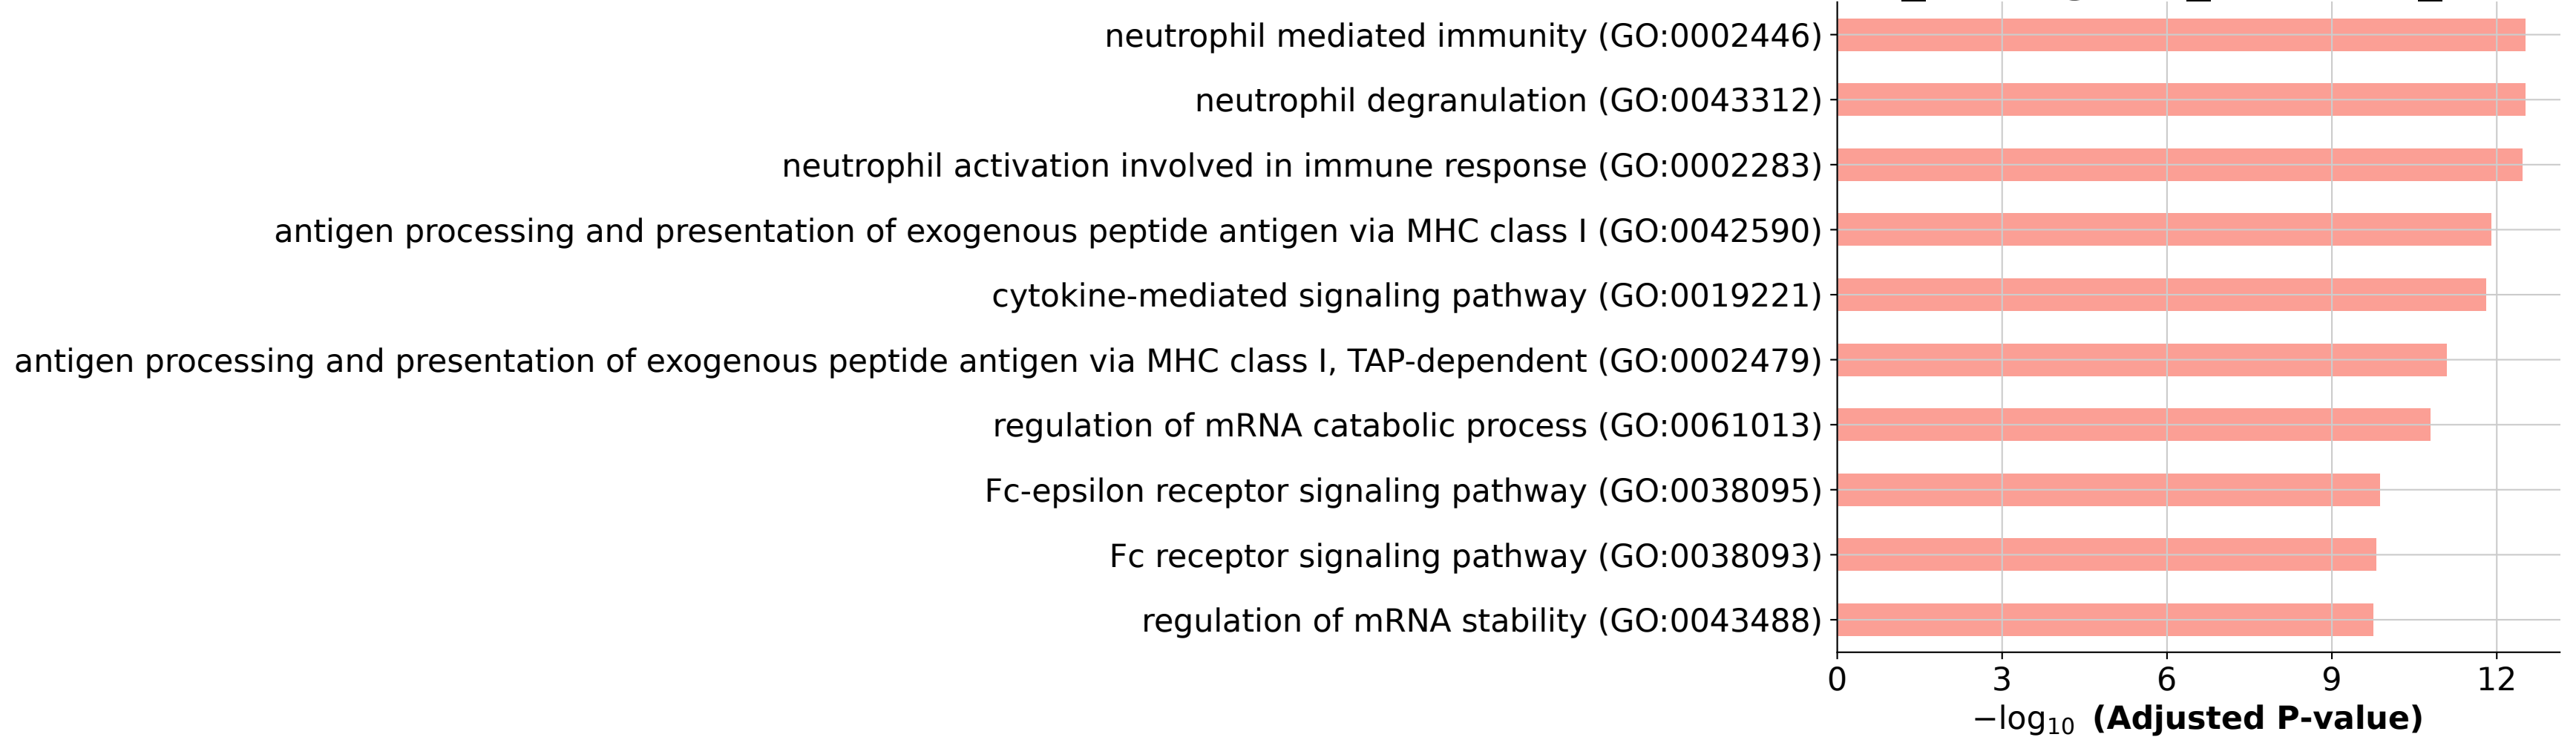 neutrophil mediated immunity (GO:0002446)
neutrophil degranulation (GO:0043312)
neutrophil activation involved in immune response (GO:0002283)
antigen processing and presentation of exogenous peptide antigen via MHC class I (GO:0042590)
cytokine-mediated signaling pathway (GO:0019221)
antigen processing and presentation of exogenous peptide antigen via MHC class I, TAP-dependent (GO:0002479)
regulation of mRNA catabolic process (GO:0061013)
Fc-epsilon receptor signaling pathway (GO:0038095)
Fc receptor signaling pathway (GO:0038093)
regulation of mRNA stability (GO:0043488)
0 3 6 9 12
−log₁₀ (Adjusted P-value)